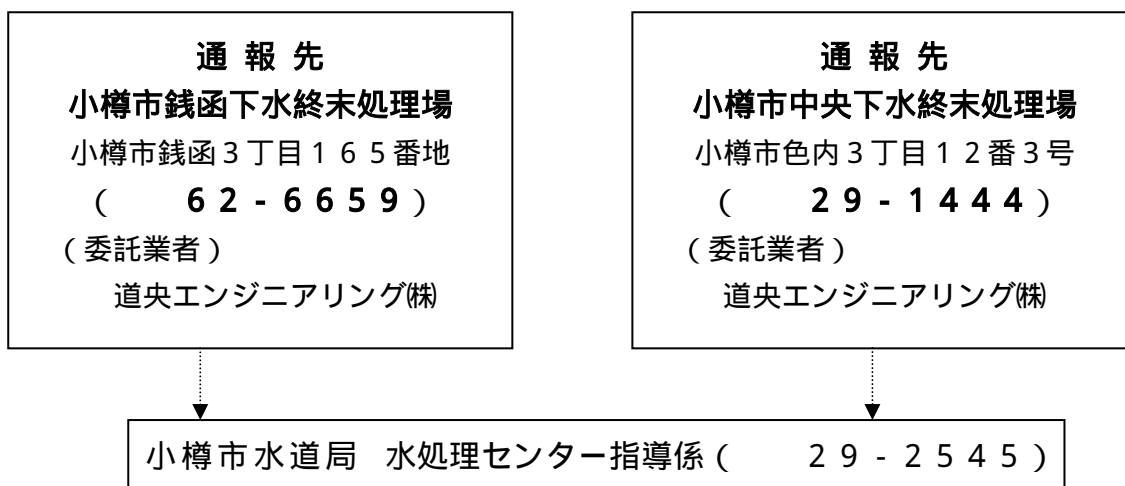 通 報 先
小樽市銭函下水終末処理場
小樽市銭函3丁目165番地
( 62-6659)
(委託業者)
道央エンジニアリング㈱
通 報 先
小樽市中央下水終末処理場
小樽市色内3丁目12番3号
( 29-1444)
(委託業者)
道央エンジニアリング㈱
小樽市水道局 水処理センター指導係( 29-2545)